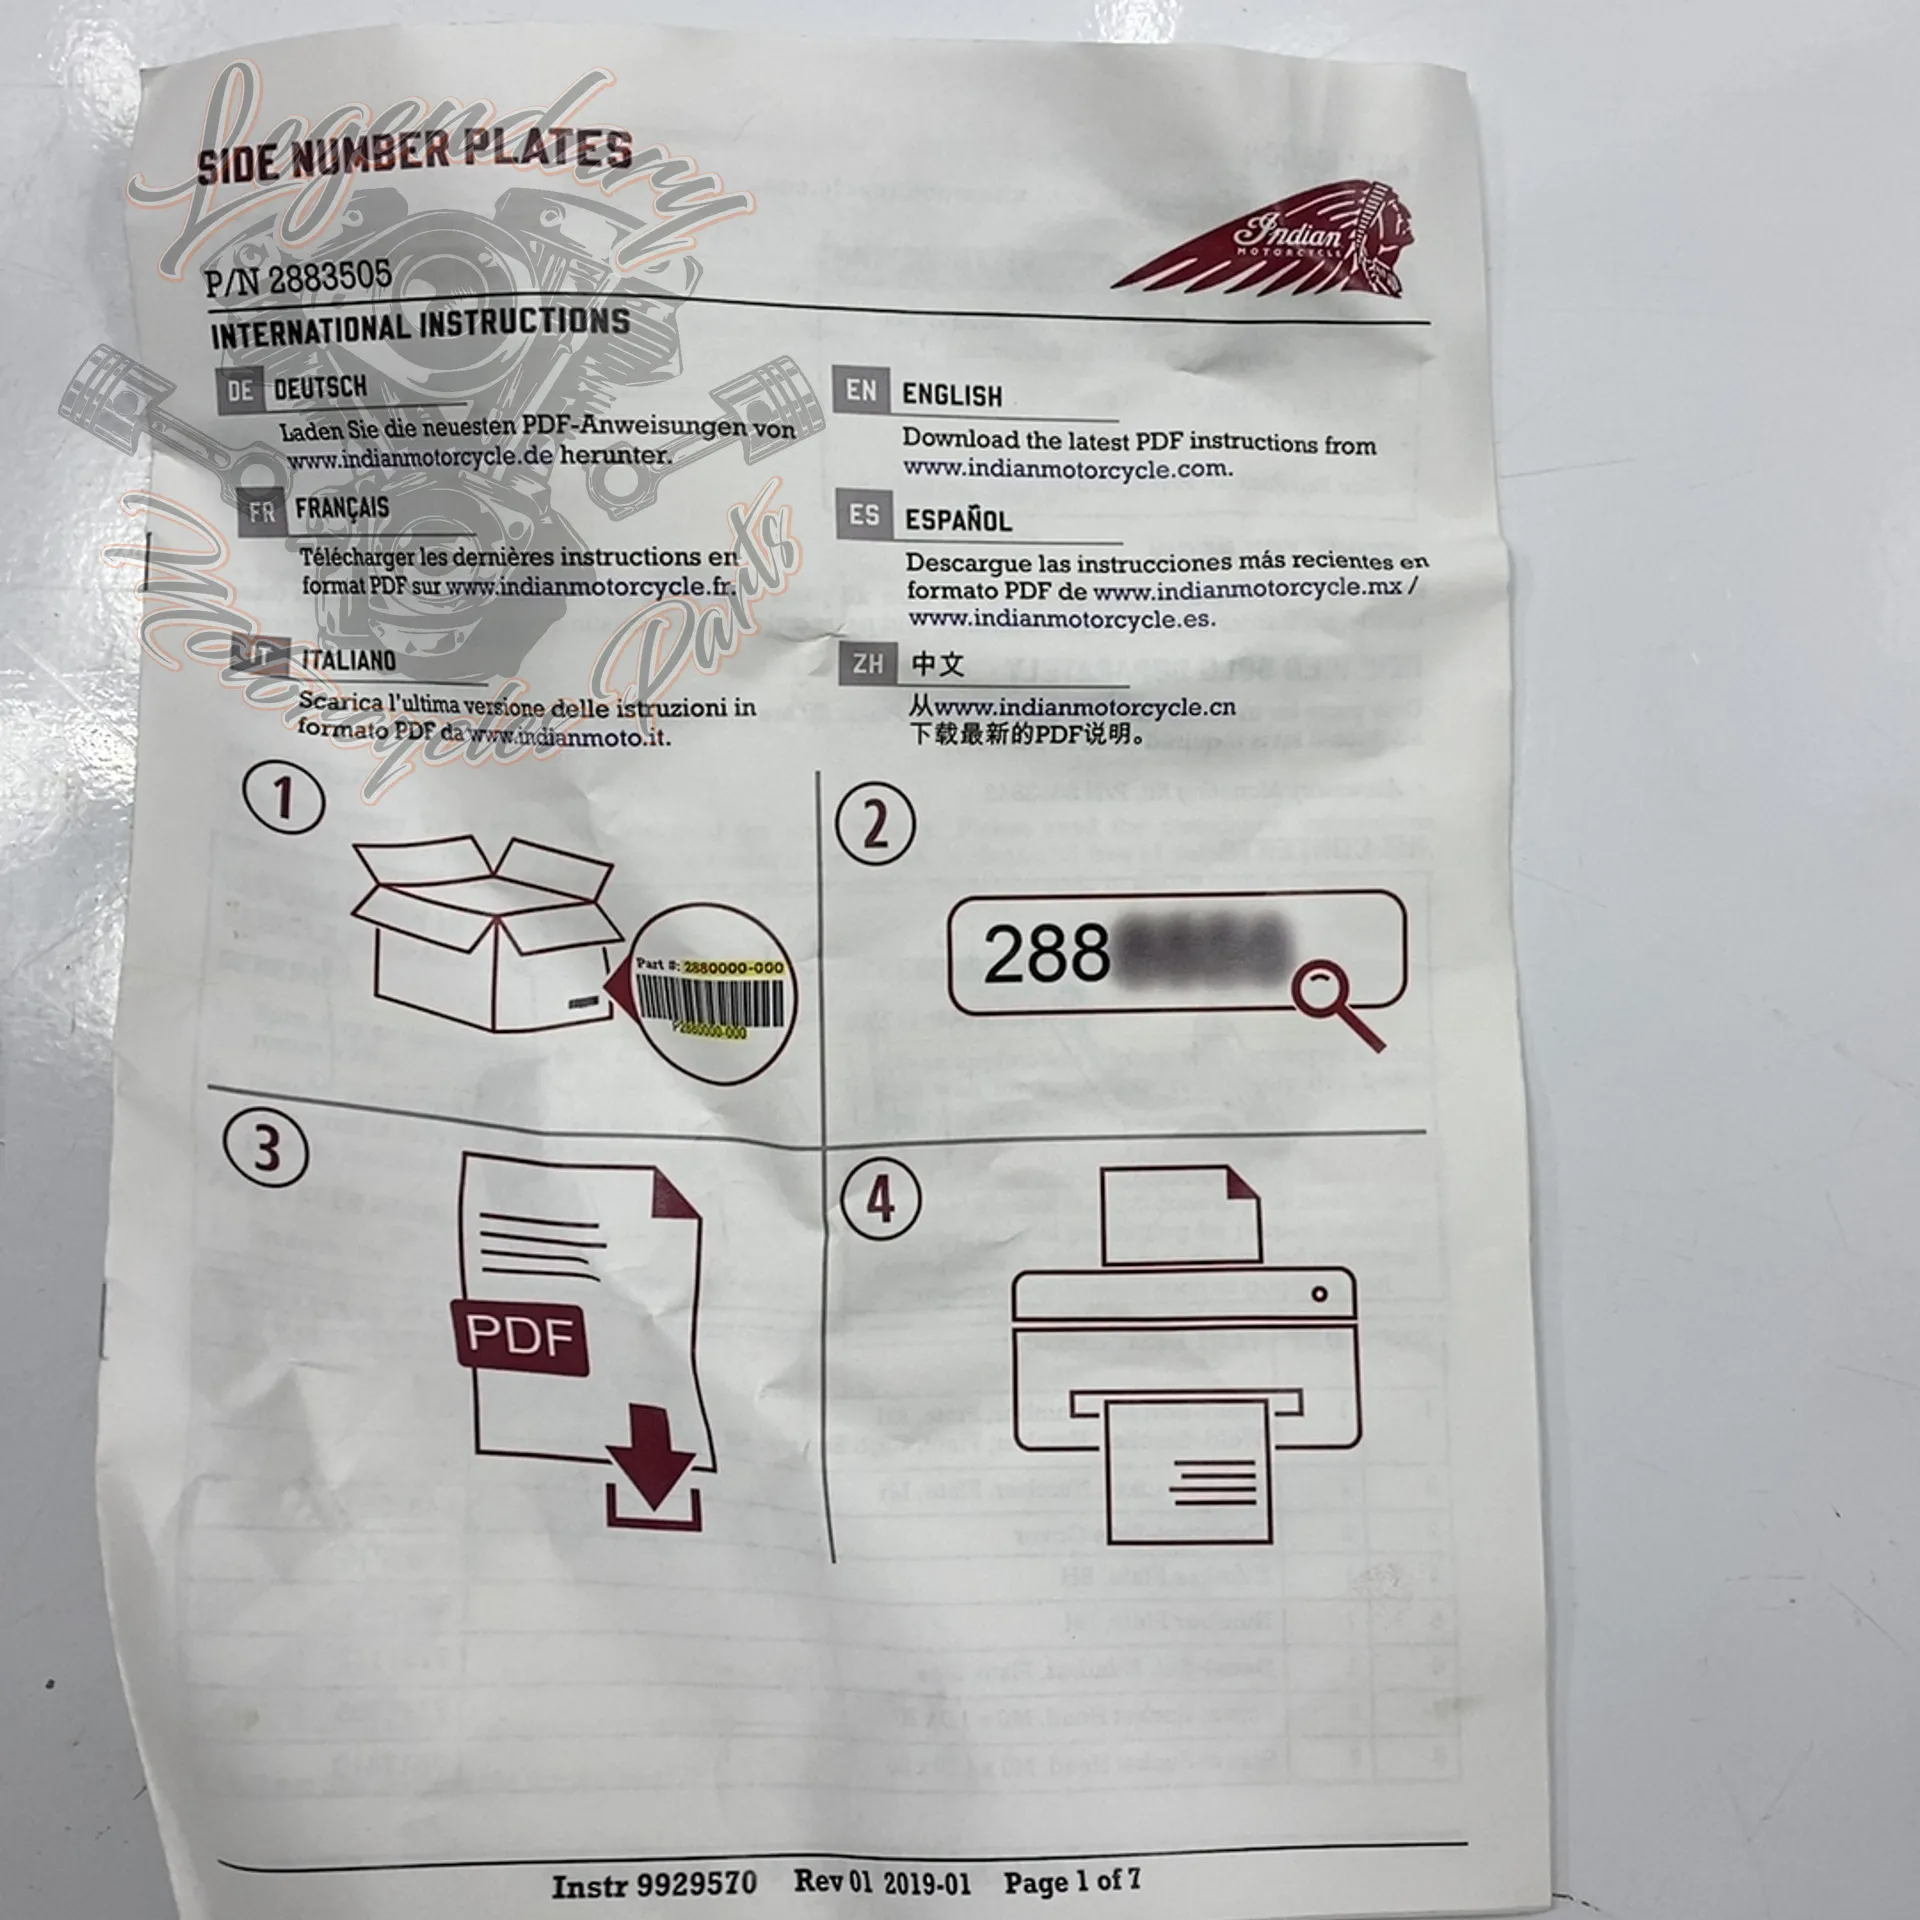 Legendary
Motorcycles Parts
SIDE NUMBER PLATES
P/N 2883505
Indian
MOTORCYCLE
INTERNATIONAL INSTRUCTIONS
DE DEUTSCH
Laden Sie die neuesten PDF-Anweisungen von
www.indianmotorcycle.de herunter.
FR FRANÇAIS
Télécharger les dernières instructions en
format PDF sur www.indianmotorcycle.fr.
IT ITALIANO
Scarica l'ultima versione delle istruzioni in
formato PDF da www.indianmoto.it.
EN ENGLISH
Download the latest PDF instructions from
www.indianmotorcycle.com.
ES ESPAÑOL
Descargue las instrucciones más recientes en
formato PDF de www.indianmotorcycle.mx /
www.indianmotorcycle.es.
ZH 中文
从www.indianmotorcycle.cn
下载最新的PDF说明。
1
Part #: 2880000-000
P2880000-000
2
288
3
PDF
4
Instr 9929570 Rev 01 2019-01 Page 1 of 7